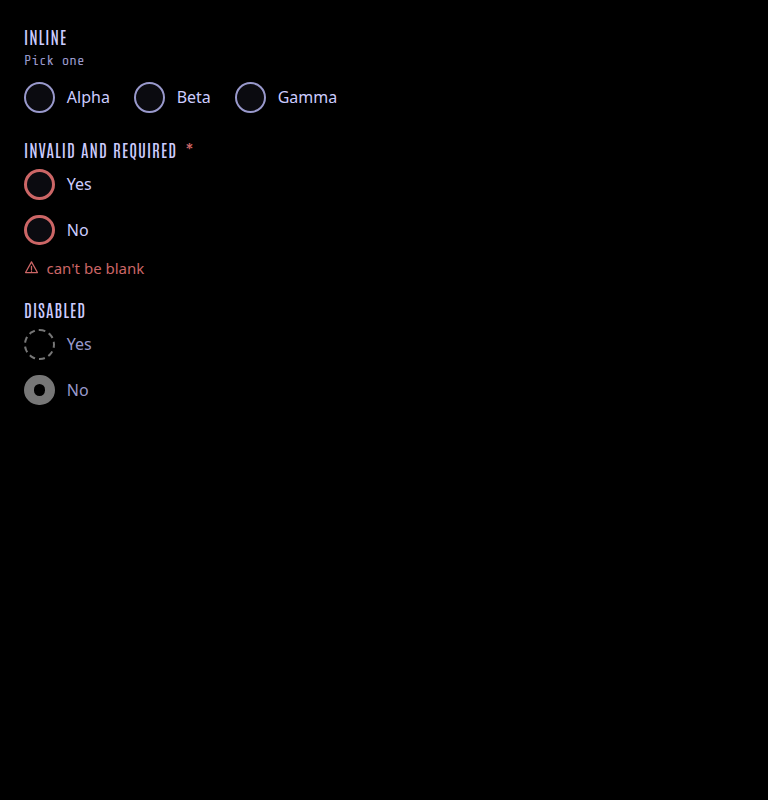 INLINE
Pick one
Alpha Beta Gamma
INVALID AND REQUIRED *
Yes
No
can't be blank
DISABLED
Yes
No